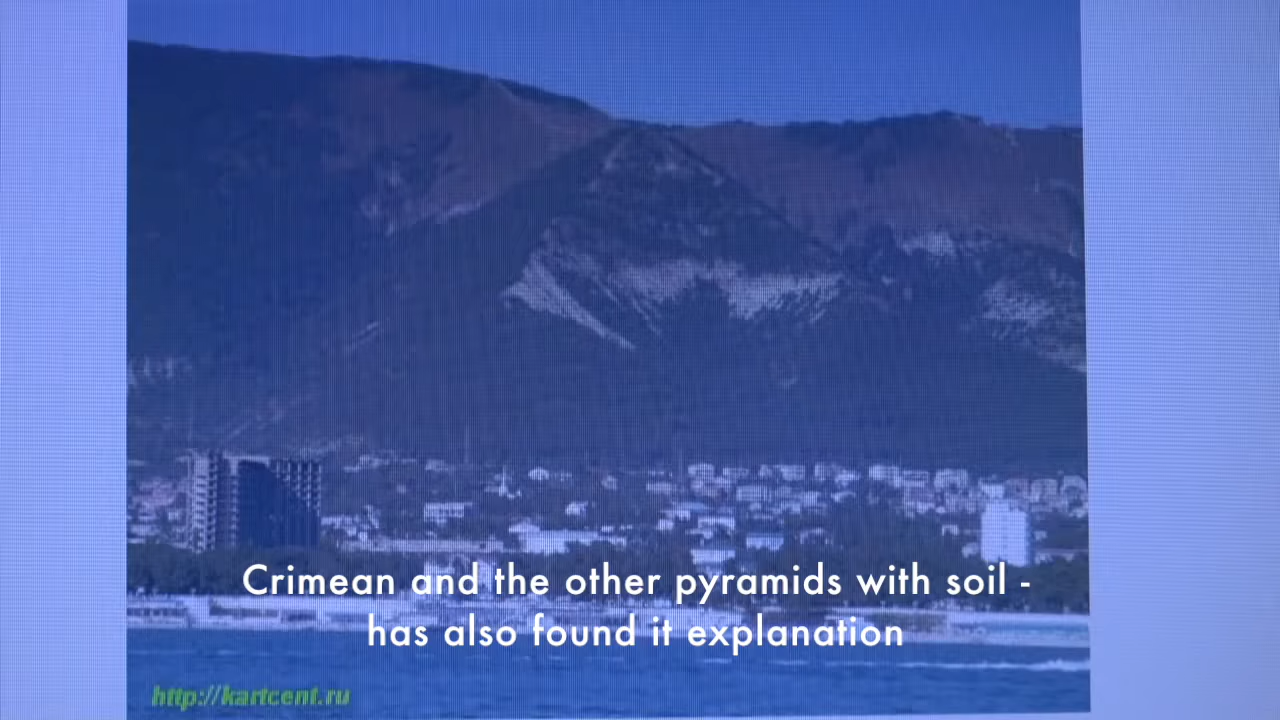 Crimean and the other pyramids with soil -
has also found it explanation
http://kartcent.ru